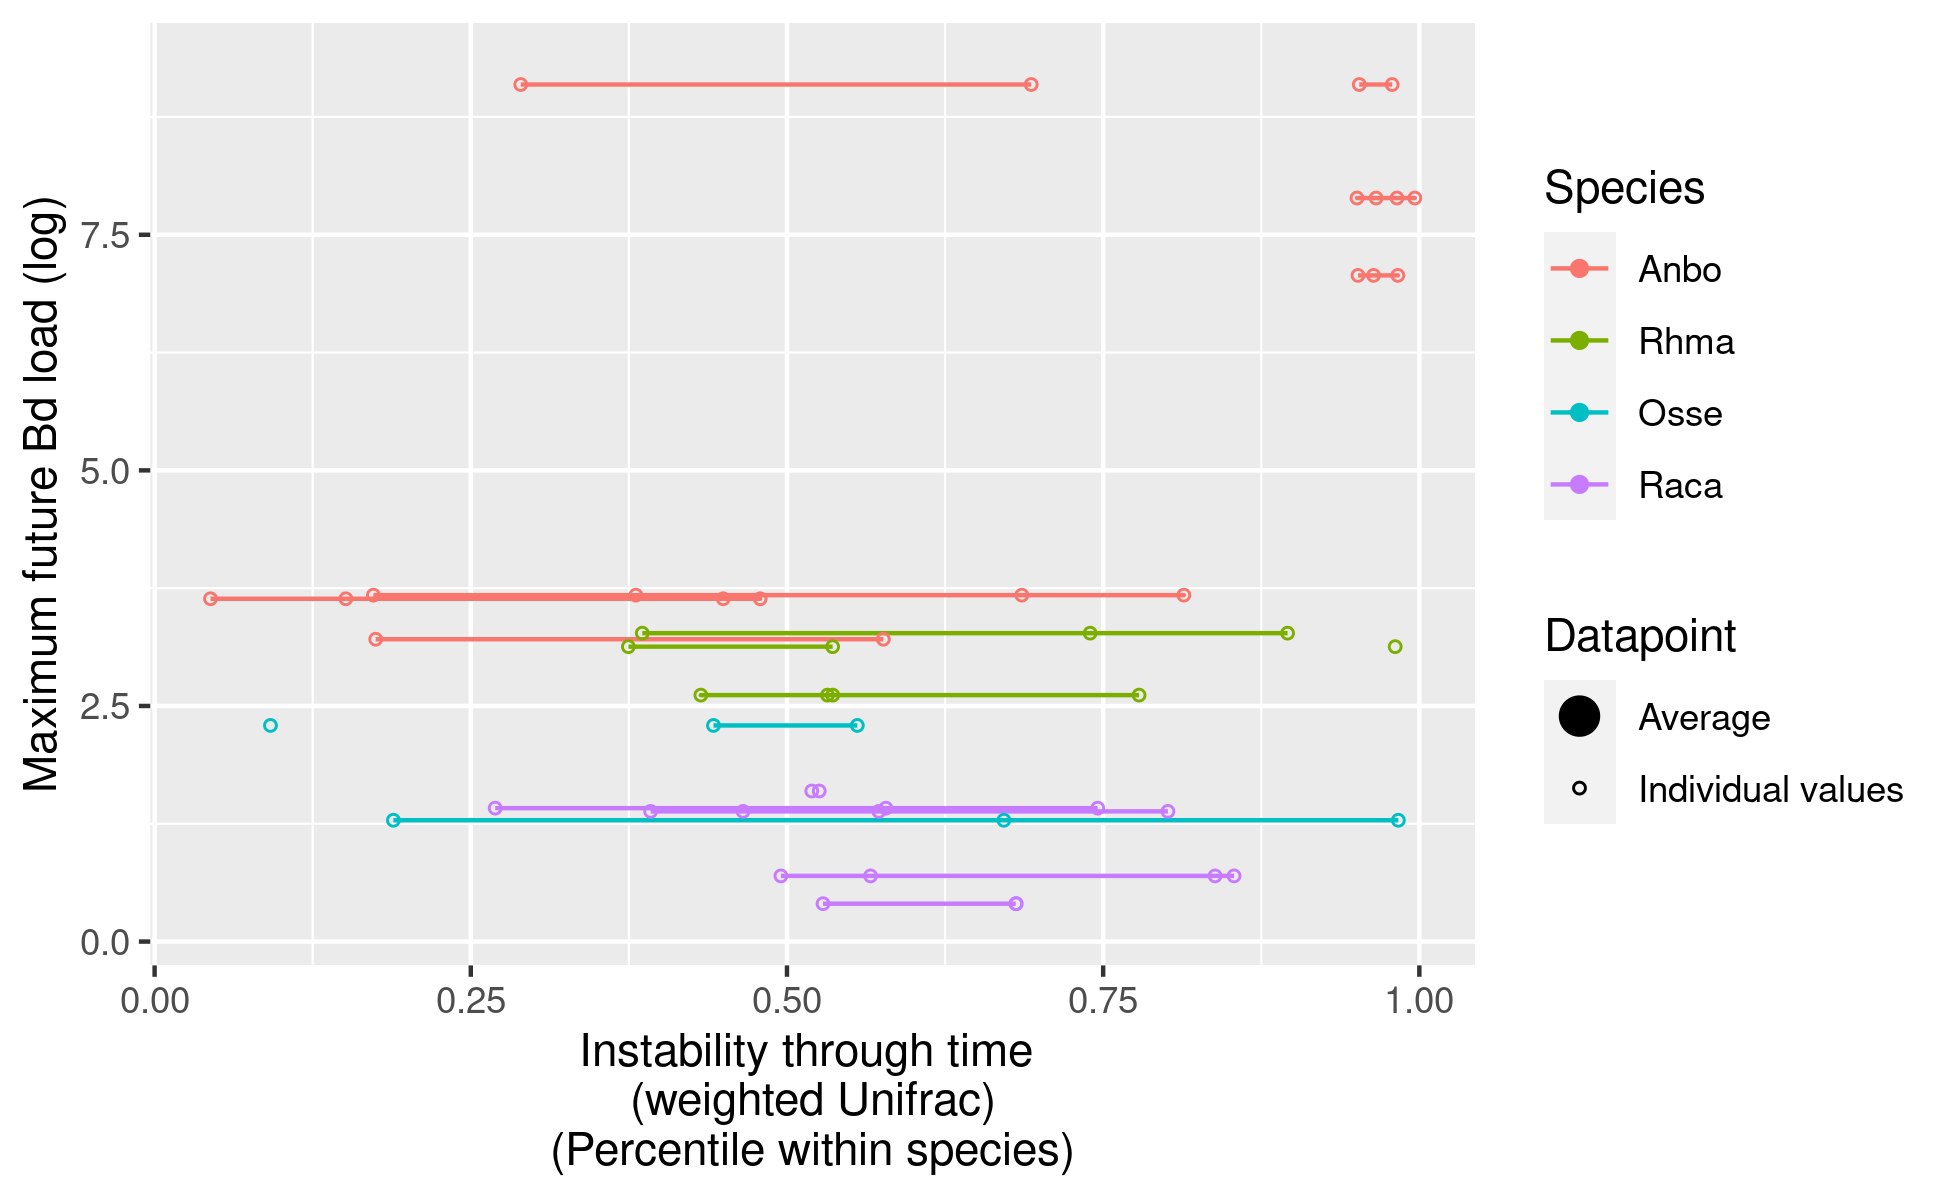 Maximum future Bd load (log)
7.5
5.0
2.5
0.0
0.00 0.25 0.50 0.75 1.00
Instability through time
(weighted Unifrac)
(Percentile within species)
Species
Anbo
Rhma
Osse
Raca
Datapoint
Average
Individual values